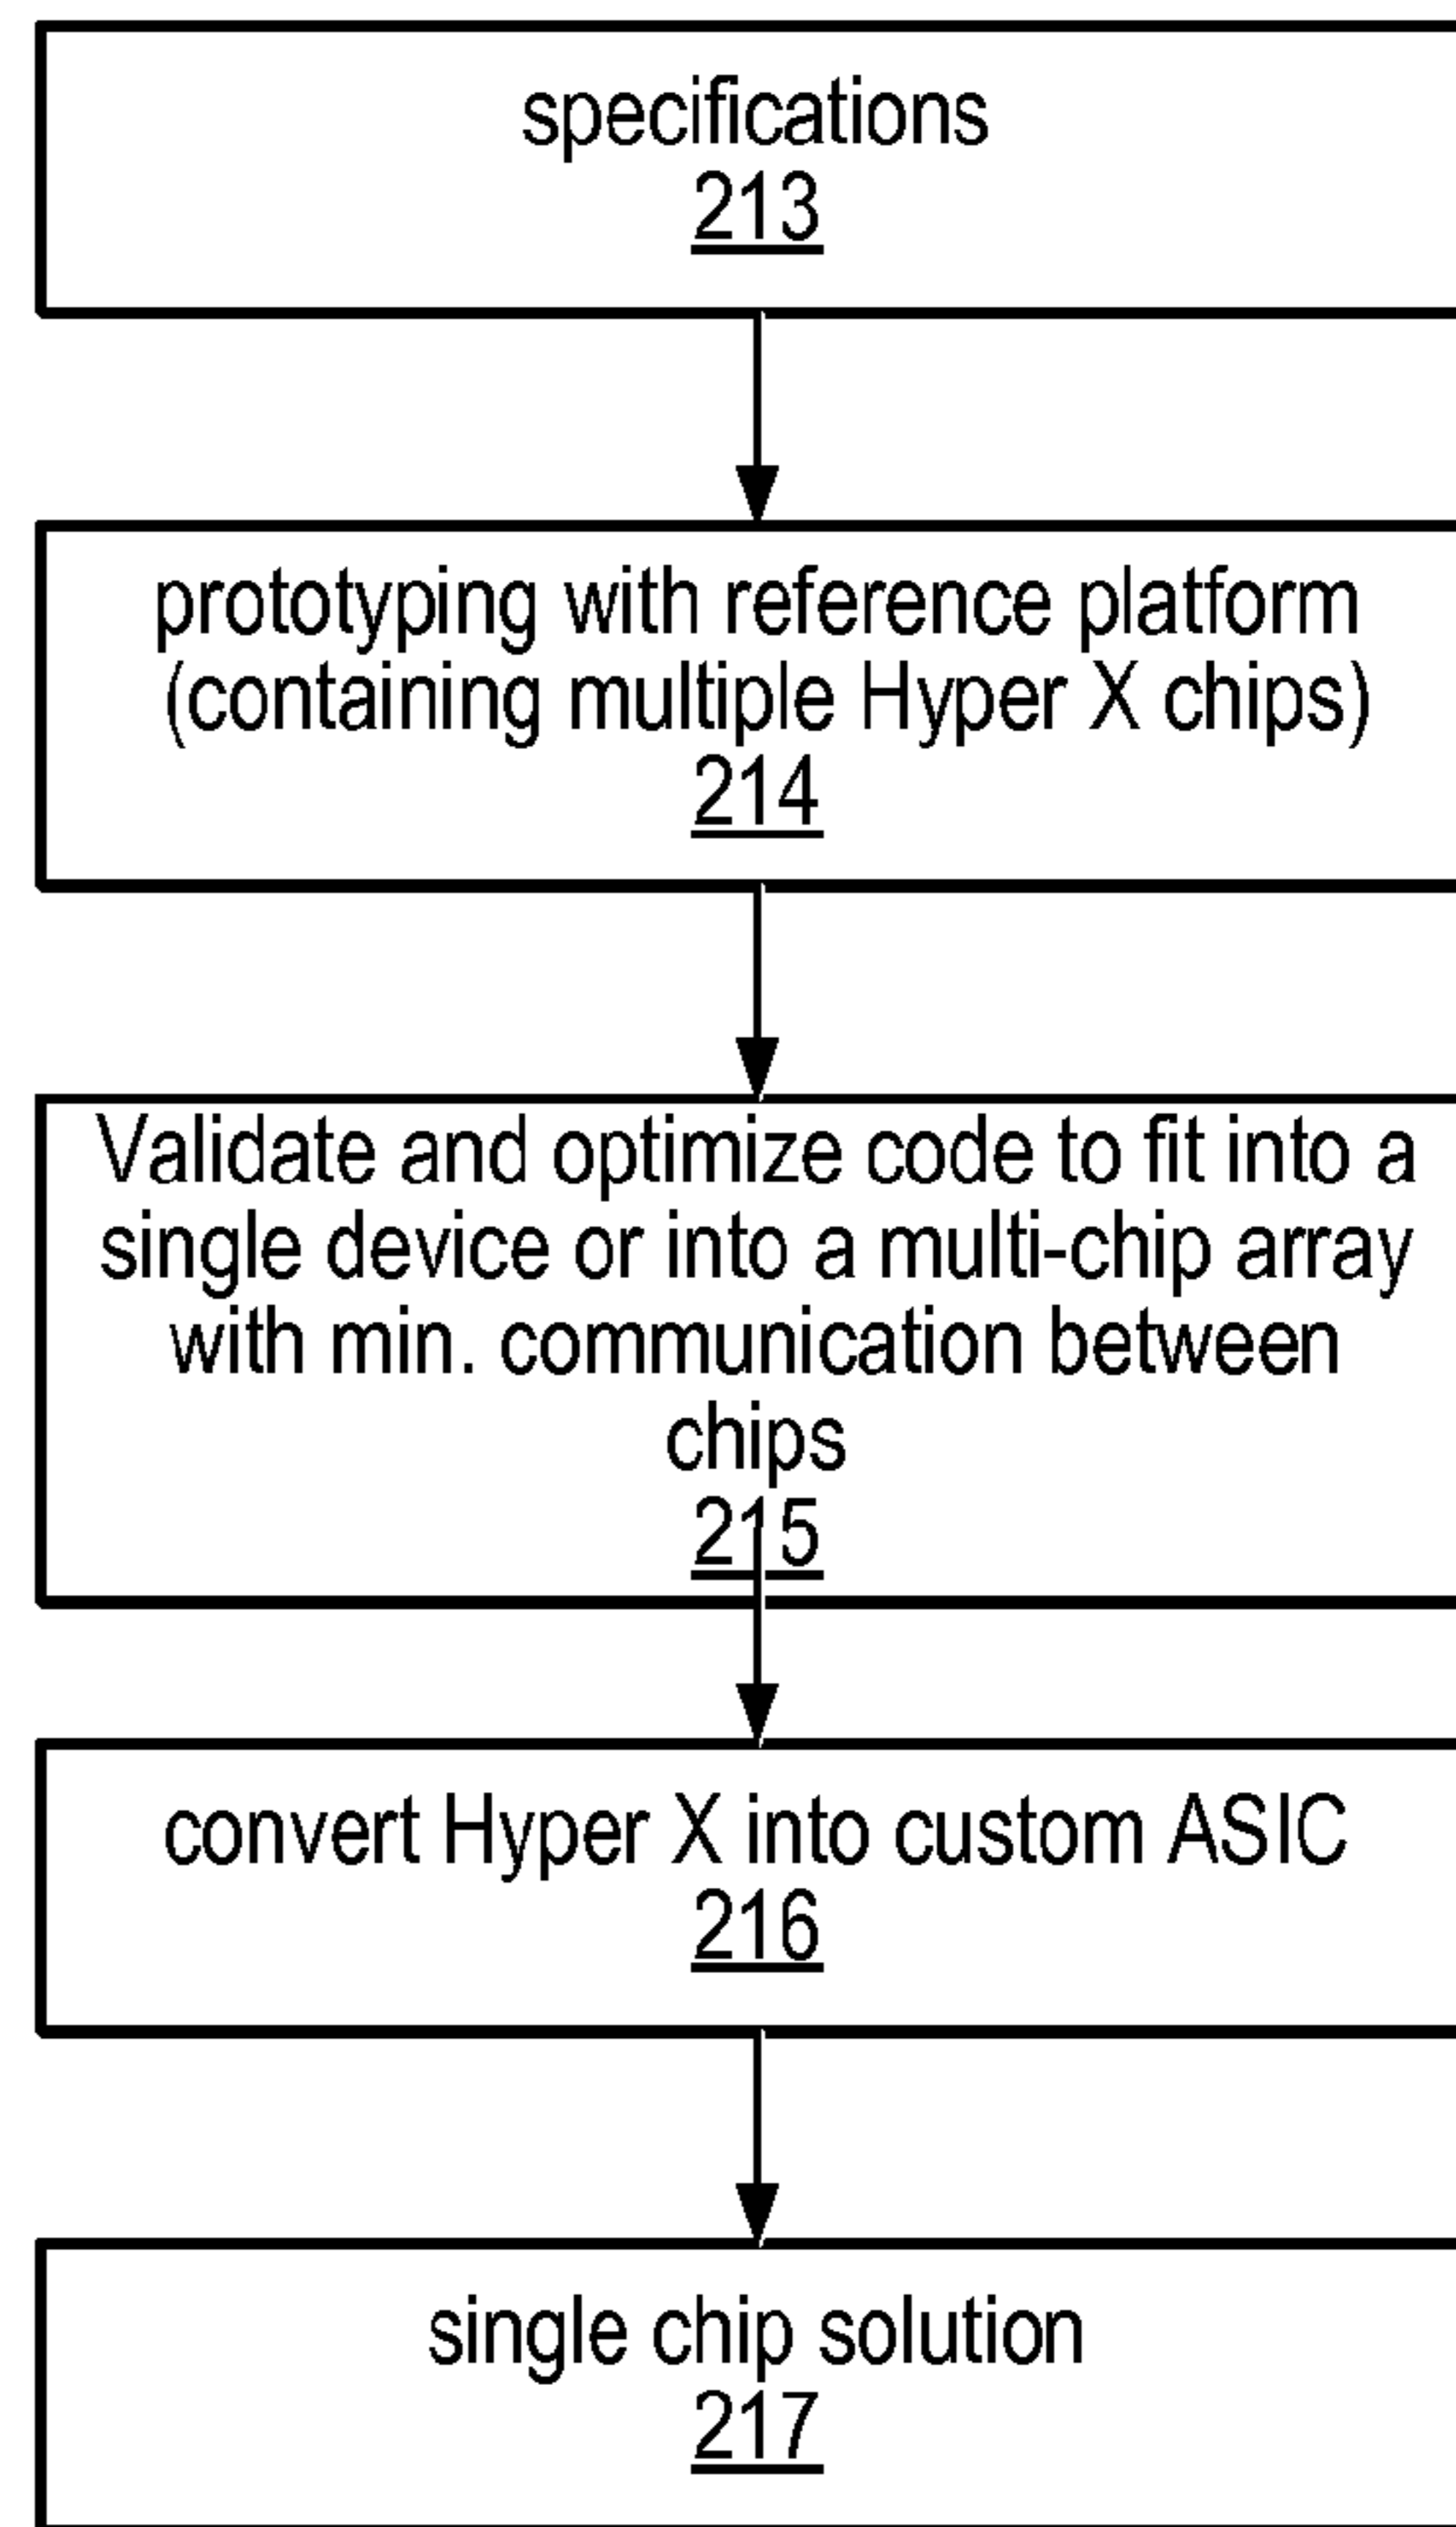 specifications
213
prototyping with reference platform
(containing multiple Hyper X chips)
214
Validate and optimize code to fit into a
single device or into a multi-chip array
with min. communication between
chips
215
convert Hyper X into custom ASIC
216
single chip solution
217